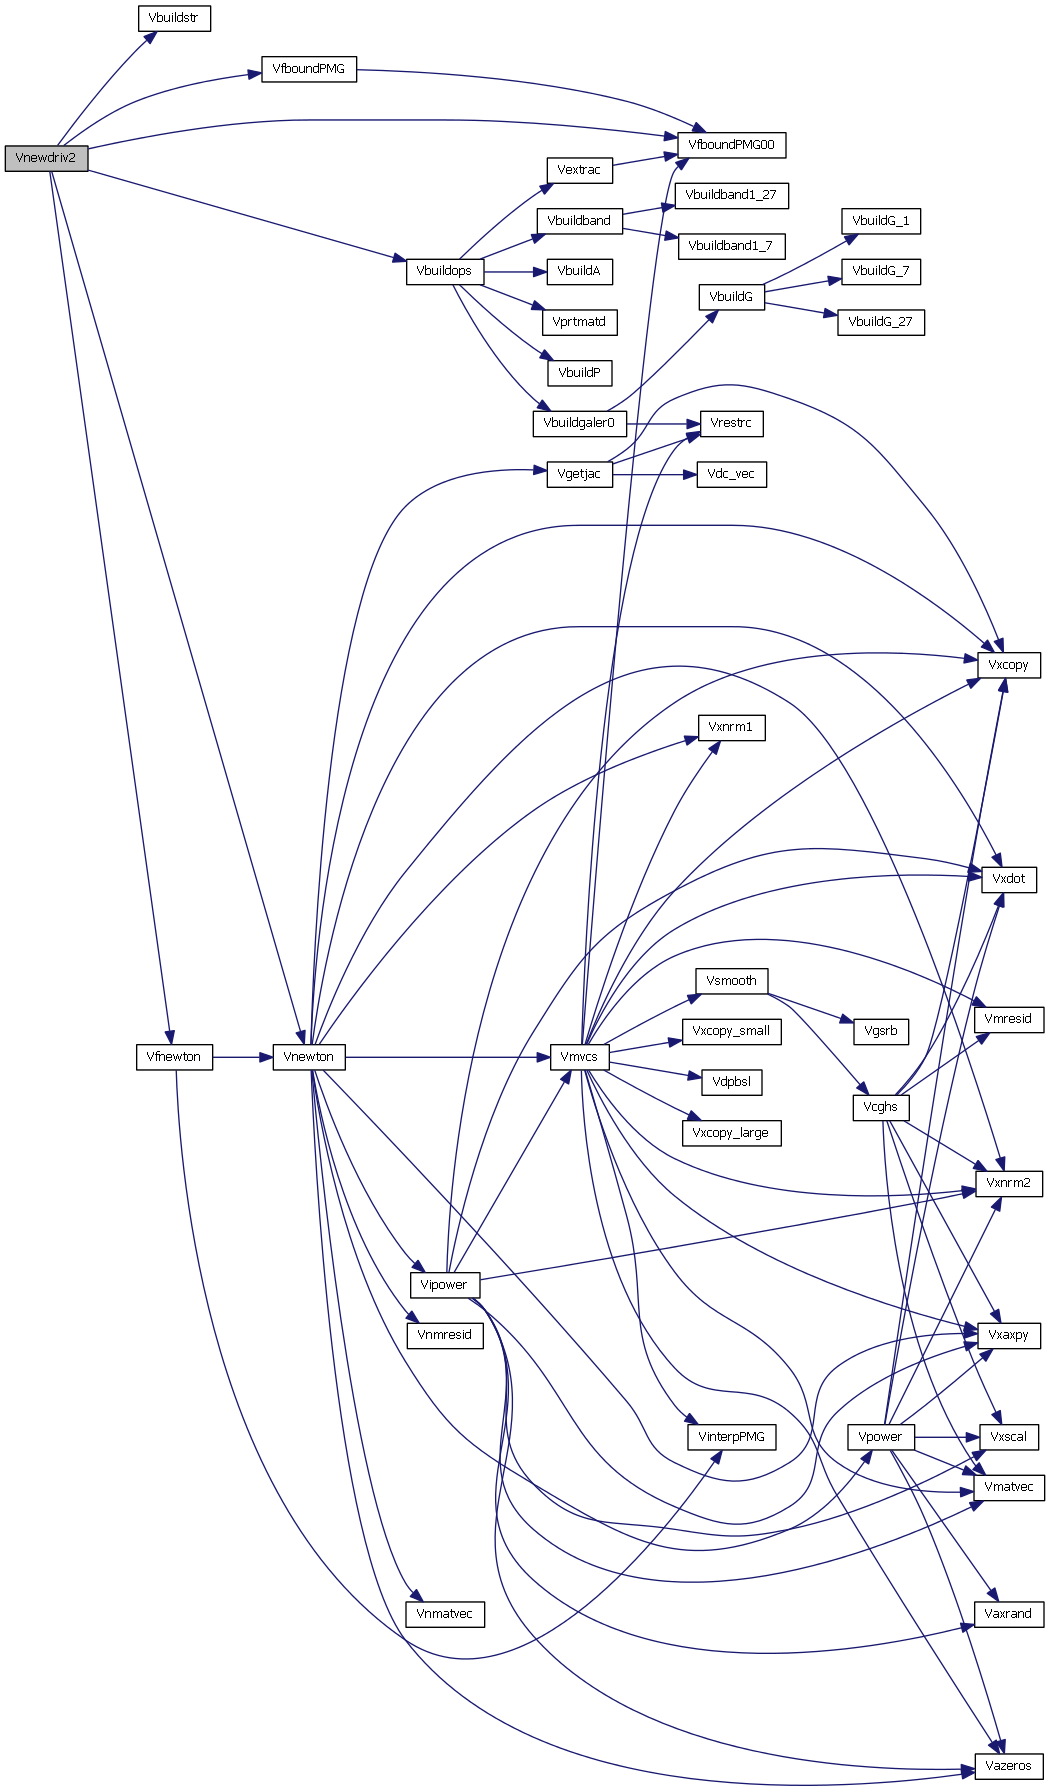 Vbuildstr
VfboundPMG
Vnewdriv2
VfboundPMG00
Vextrac
Vbuildband1_27
Vbuildband
VbuildG_1
Vbuildband1_7
Vbuildops
VbuildA
VbuildG_7
VbuildG
Vprtmatd
VbuildG_27
VbuildP
Vbuildgaler0
Vrestrc
Vgetjac
Vdc_vec
Vxcopy
Vxnrm1
Vxdot
Vsmooth
Vmresid
Vxcopy_small
Vgsrb
Vfnewton
Vnewton
Vmvcs
Vdpbsl
Vcghs
Vxcopy_large
Vxnrm2
Vipower
Vnmresid
Vxaxpy
VinterpPMG
Vpower
Vxscal
Vmatvec
Vnmatvec
Vaxrand
Vazeros